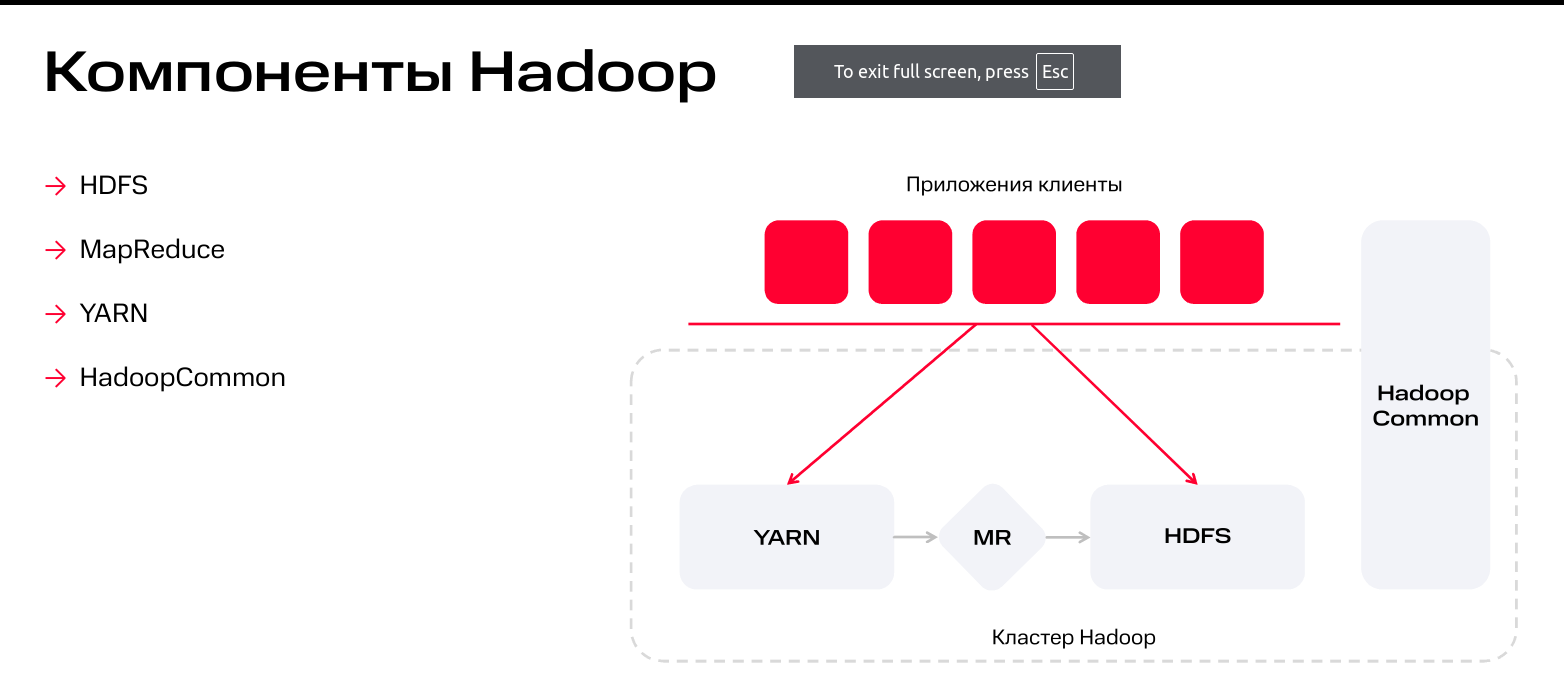 Компоненты Hadoop
To exit full screen, press Esc
HDFS
MapReduce
YARN
HadoopCommon
Приложения клиенты
Hadoop
Common
YARN
MR
HDFS
Кластер Hadoop